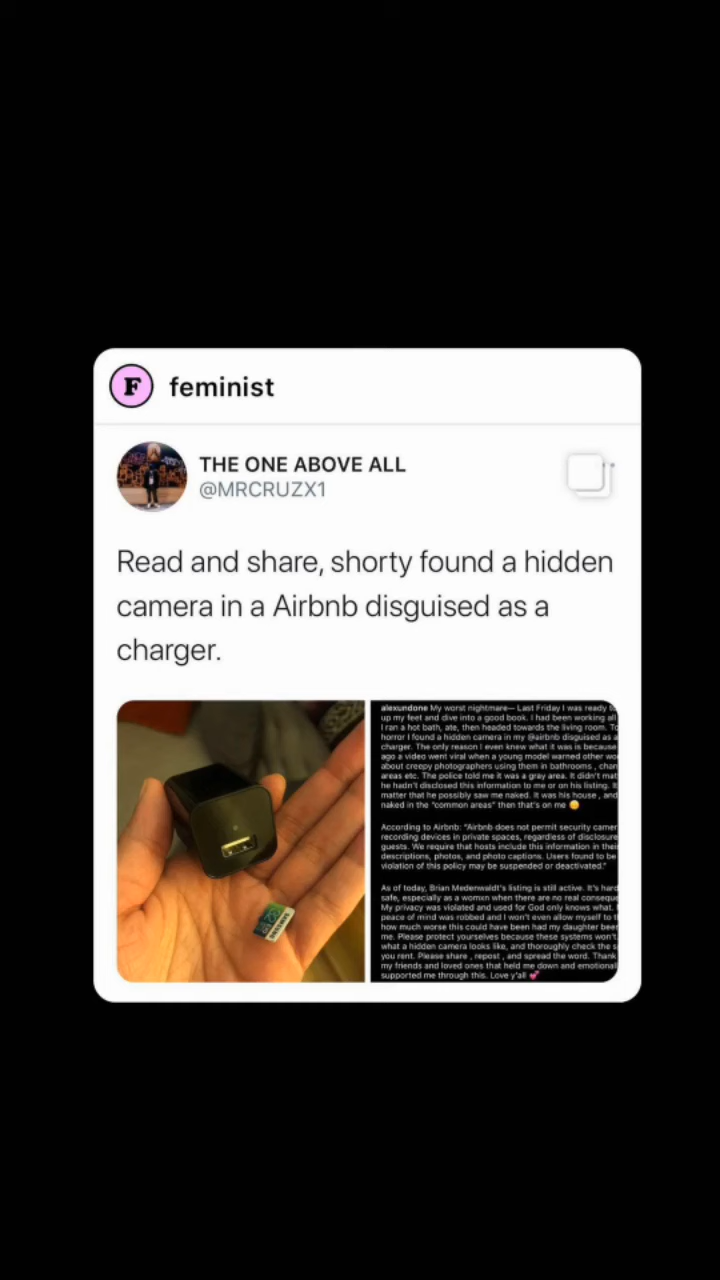 F feminist
THE ONE ABOVE ALL
@MRCRUZX1
Read and share, shorty found a hidden
camera in a Airbnb disguised as a
charger.
SAMSUNG
alexundone My worst nightmare— Last Friday I was ready
up my feet and dive into a good book. I had been working all
I ran a hot bath, ate, then headed towards the living room. To
horror I found a hidden camera in my @airbnb disguised as a
charger. The only reason I even knew what it was is because
ago a video went viral when a young model warned other wo
about creepy photographers using them in bathrooms , chan
areas etc. The police told me it was a gray area. It didn't mat
he hadn't disclosed this information to me or on his listing. It
matter that he possibly saw me naked. It was his house , and
naked in the "common areas" then that's on me 😳
According to Airbnb: "Airbnb does not permit security camer
recording devices in private spaces, regardless of disclosure
guests. We require that hosts include this information in thei
descriptions, photos, and photo captions. Users found to be
violation of this policy may be suspended or deactivated."
As of today, Brian Medenwaldt's listing is still active. It's hard
safe, especially as a womxn when there are no real conseque
My privacy was violated and used for God only knows what.
peace of mind was robbed and I won't even allow myself to t
how much worse this could have been had my daughter been
me. Please protect yourselves because these systems won't
what a hidden camera looks like, and thoroughly check the s
you rent. Please share , repost , and spread the word. Thank
my friends and loved ones that held me down and emotional
supported me through this. Love y'all 💕